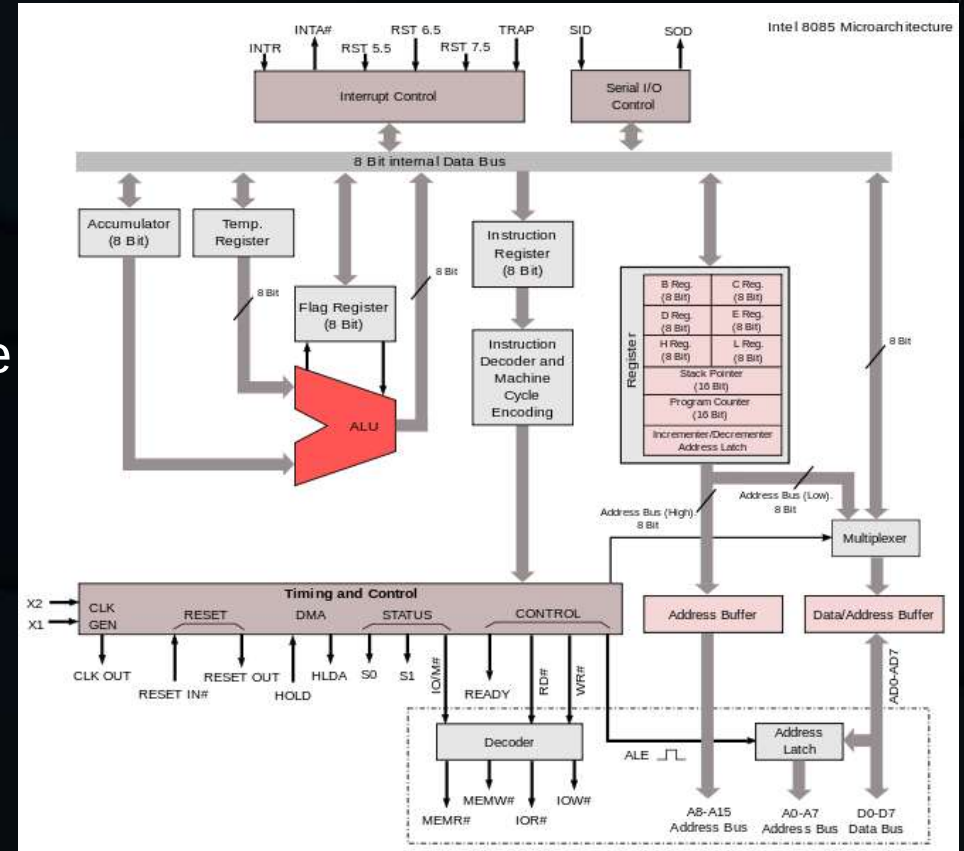 Intel 8085 Microarchitecture
INTR
INTA#
RST 5.5
RST 6.5
RST 7.5
TRAP
SID
SOD
Interrupt Control
Serial I/O
Control
8 Bit internal Data Bus
Accumulator
(8 Bit)
Temp.
Register
8 Bit
Flag Register
(8 Bit)
8 Bit
ALU
Instruction
Register
(8 Bit)
Instruction
Decoder and
Machine
Cycle
Encoding
Register
B Reg.
(8 Bit)
C Reg.
(8 Bit)
D Reg.
(8 Bit)
E Reg.
(8 Bit)
H Reg.
(8 Bit)
L Reg.
(8 Bit)
Stack Pointer
(16 Bit)
Program Counter
(16 Bit)
Incrementer/Decrementer
Address Latch
8 Bit
e
Address Bus (High).
8 Bit
Address Bus (Low).
8 Bit
Multiplexer
Timing and Control
X2
X1
CLK
GEN
RESET
DMA
STATUS
CONTROL
Address Buffer
Data/Address Buffer
CLK OUT
RESET IN#
RESET OUT
HOLD
HLDA
S0
S1
IO/M#
READY
RD#
WR#
AD0-AD7
Decoder
ALE
Address
Latch
MEMR#
MEMW#
IOR#
IOW#
A8-A15
Address Bus
A0-A7
Address Bus
D0-D7
Data Bus